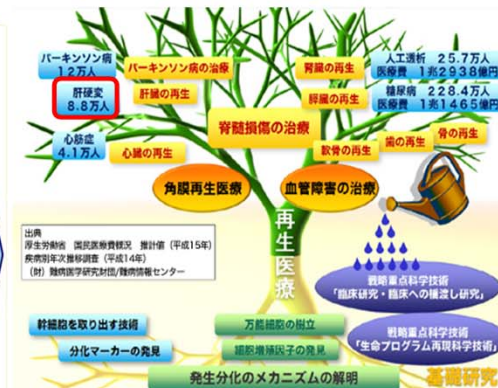 パーキンソン病
12万人
パーキンソン病の治療
腎臓の再生
人工透析 25.7万人
医療費 1兆2938億円
肝硬変
8.8万人
肝臓の再生
膵臓の再生
糖尿病 228.4万人
医療費 1兆1465億円
脊髄損傷の治療
心筋症
4.1万人
心臓の再生
軟骨の再生
歯の再生
骨の再生
角膜再生医療
血管障害の治療
再生医療
出典
厚生労働省 国民医療費概況 推計値（平成15年）
疾病別年次推移調査（平成14年）
（財）難病医学研究財団/難病情報センター
戦略重点科学技術
「臨床研究・臨床への橋渡し研究」
幹細胞を取り出す技術
万能細胞の樹立
戦略重点科学技術
「生命プログラム再現科学技術」
分化マーカーの発見
細胞増殖因子の発見
発生分化のメカニズムの解明
基礎研究